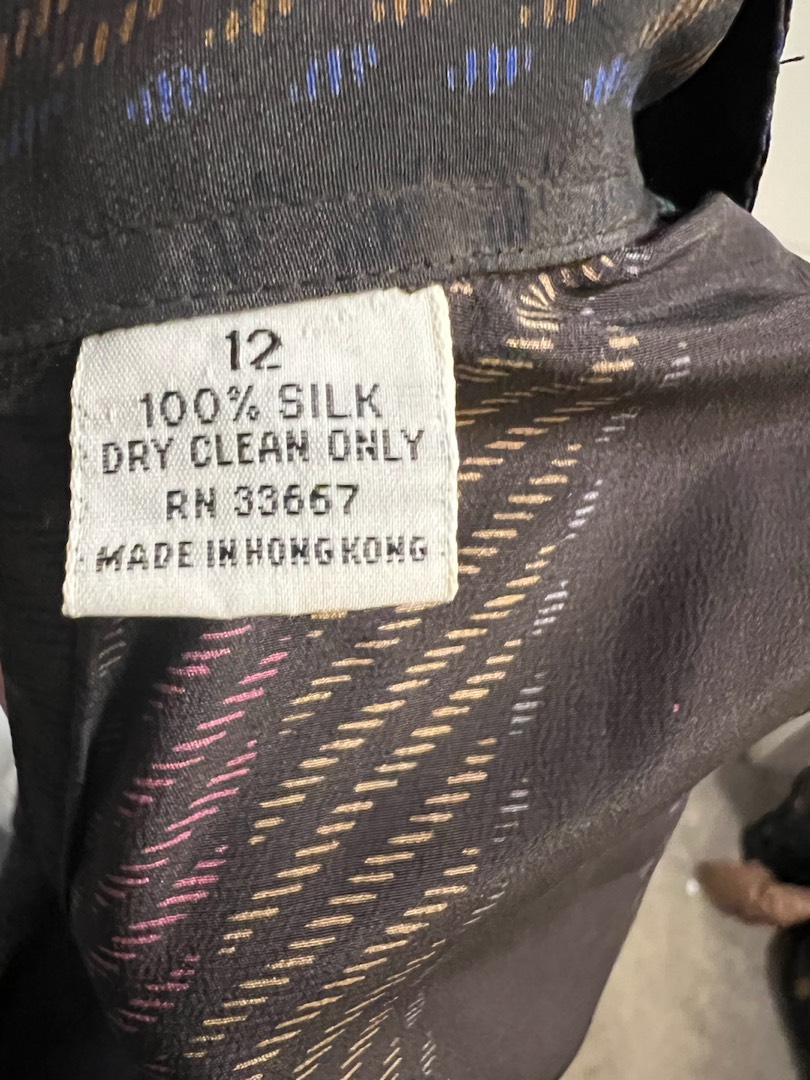 12
100% SILK
DRY CLEAN ONLY
RN 33667
MADE IN HONG KONG